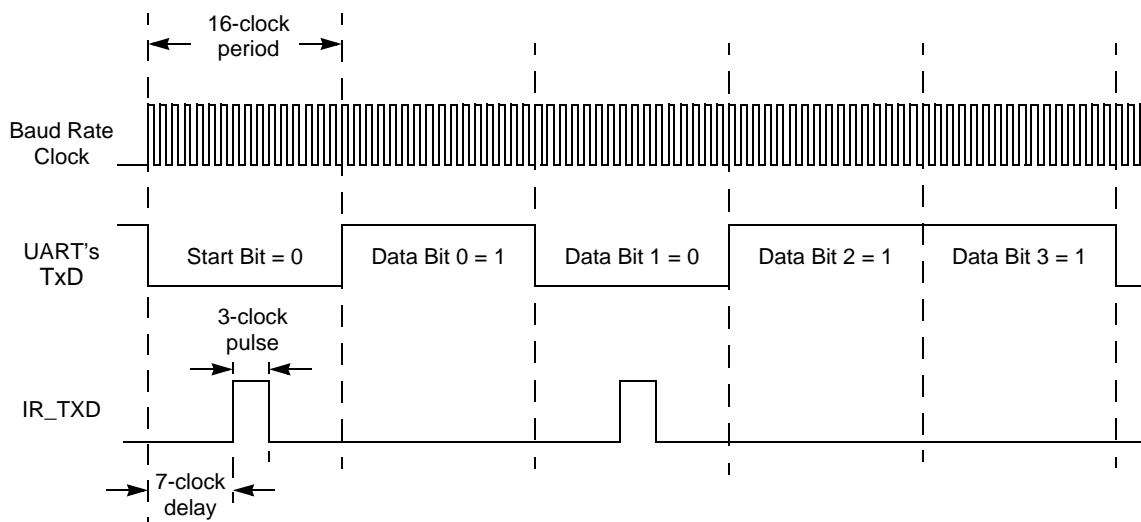 16-clock
period
Baud Rate
Clock
UART's
TxD
Start Bit = 0
Data Bit 0 = 1
Data Bit 1 = 0
Data Bit 2 = 1
Data Bit 3 = 1
3-clock
pulse
IR_TXD
7-clock
delay